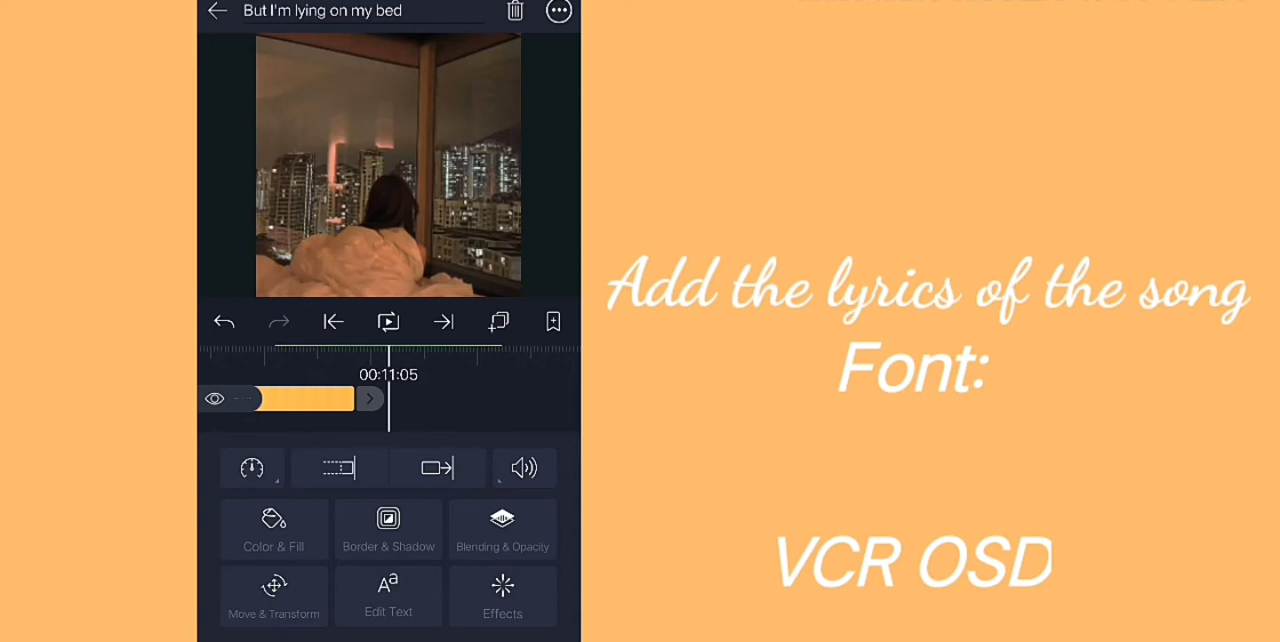 But I'm lying on my bed
Add the lyrics of the song
Font:
VCR OSD
00:11:05
Color & Fill
Border & Shadow
Blending & Opacity
Move & Transform
Edit Text
Effects